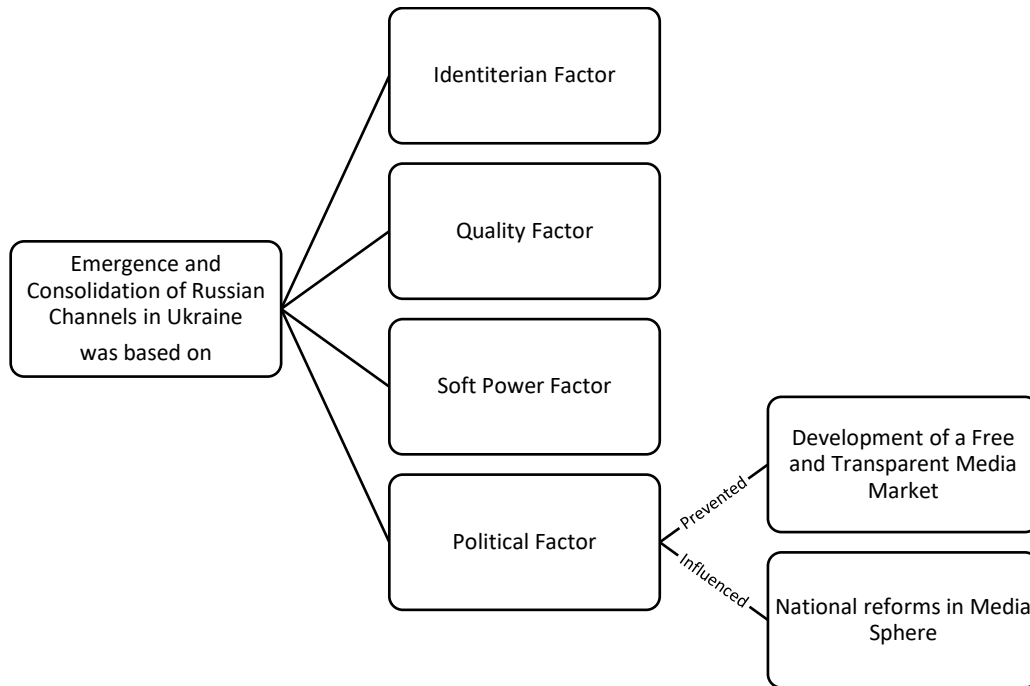 Identiterian Factor
Quality Factor
Emergence and
Consolidation of Russian
Channels in Ukraine
was based on
Soft Power Factor
Political Factor
Prevented
Influenced
Development of a Free
and Transparent Media
Market
National reforms in Media
Sphere